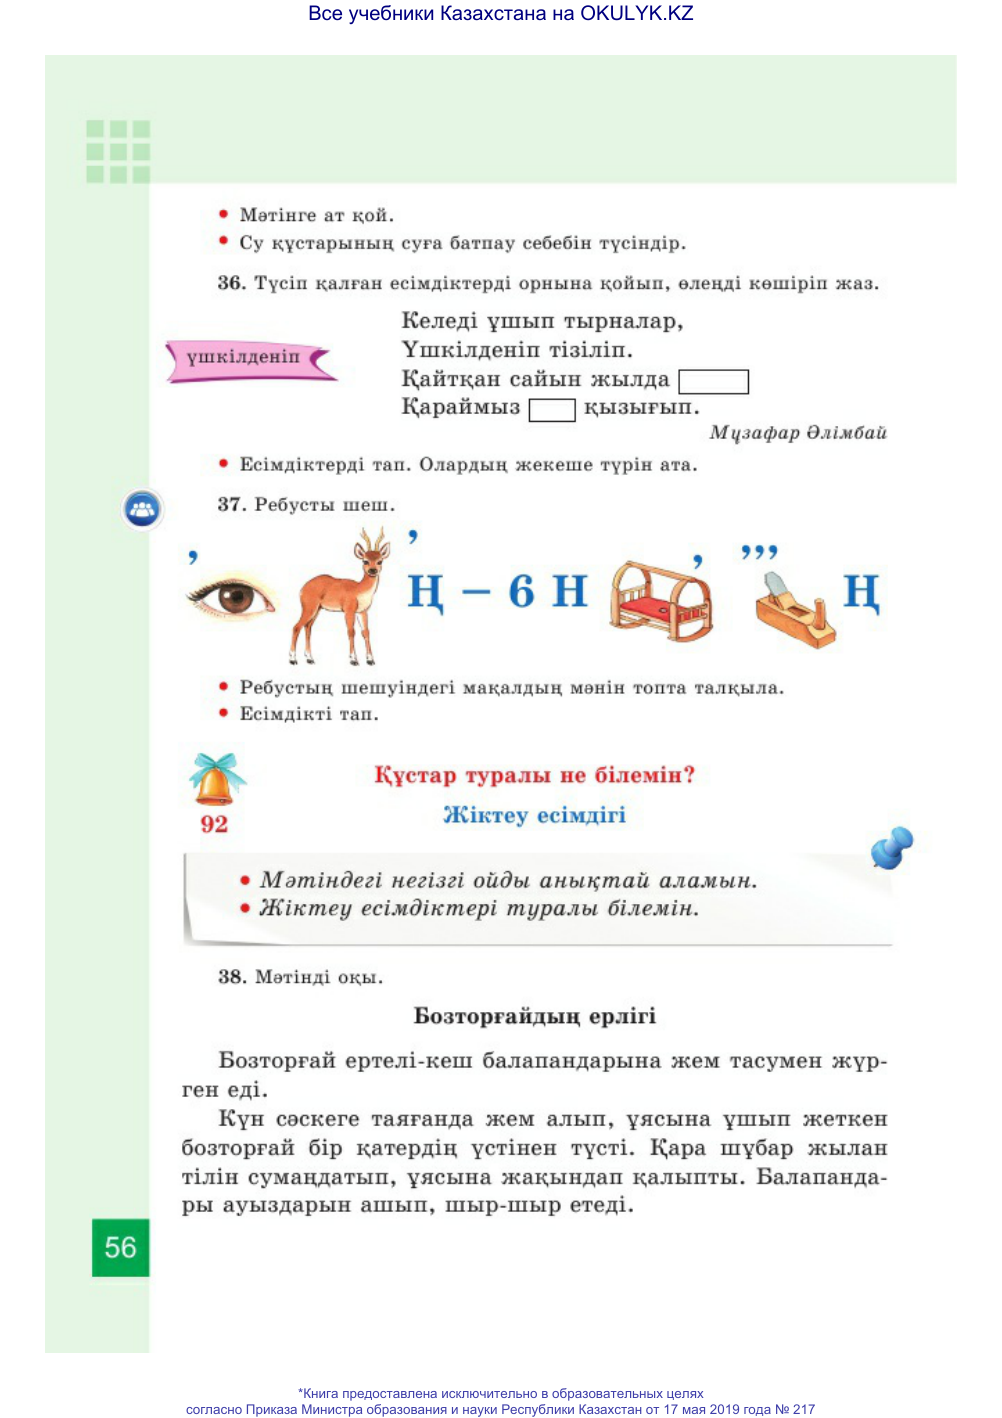 Все учебники Казахстана на OKULYK.KZ
• Мәтінге ат қой.
• Су құстарының суға батпау себебін түсіндір.
36. Түсіп қалған есімдіктерді орнына қойып, өлеңді көшіріп жаз.
Келеді ұшып тырналар,
үшкілденіп
Үшкілденіп тізіліп.
Қайтқан сайын жылда
Қараймыз қызығып.
Мұзафар Әлімбай
• Есімдіктерді тап. Олардың жекеше түрін ата.
37. Ребусты шеш.
, , Ң – 6 Н , ,,, Ң
• Ребустың шешуіндегі мақалдың мәнін топта талқыла.
• Есімдікті тап.
Құстар туралы не білемін?
Жіктеу есімдігі
92
• Мәтіндегі негізгі ойды анықтай аламын.
• Жіктеу есімдіктері туралы білемін.
38. Мәтінді оқы.
Бозторғайдың ерлігі
Бозторғай ертелі-кеш балапандарына жем тасумен жүр-
ген еді.
Күн сәскеге таяғанда жем алып, ұясына ұшып жеткен
бозторғай бір қатердің үстінен түсті. Қара шұбар жылан
тілін сумаңдатып, ұясына жақындап қалыпты. Балапанда-
ры ауыздарын ашып, шыр-шыр етеді.
56
*Книга предоставлена исключительно в образовательных целях
согласно Приказа Министра образования и науки Республики Казахстан от 17 мая 2019 года № 217